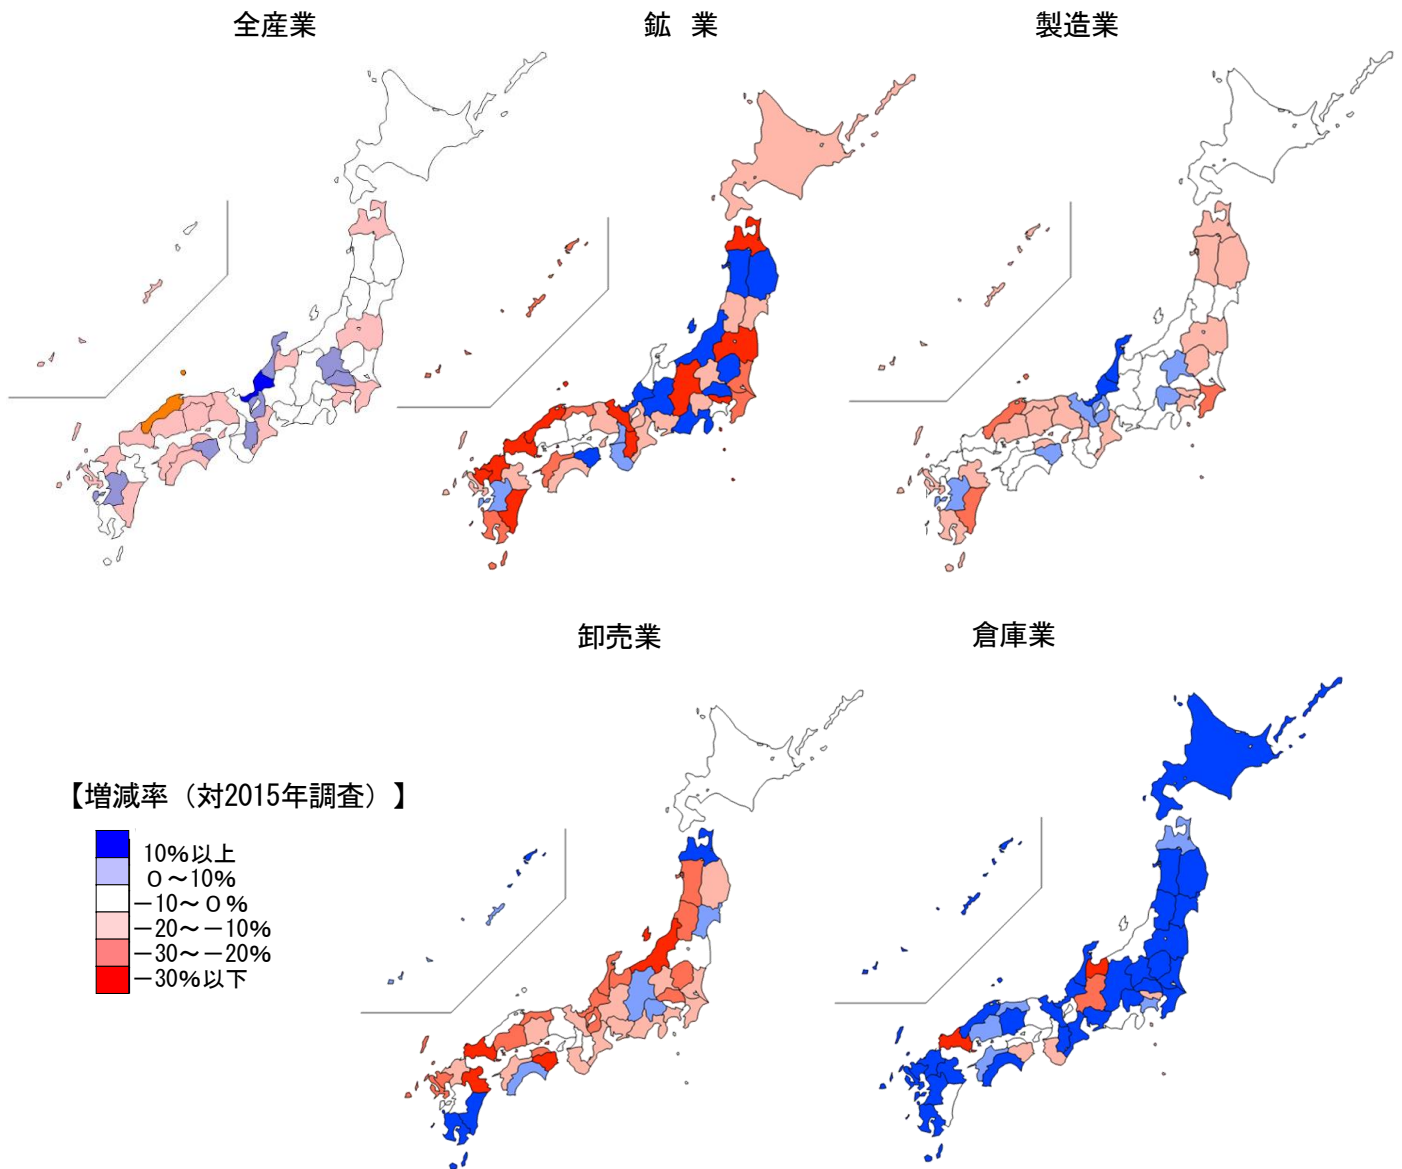 全産業
鉱　業
製造業
卸売業
倉庫業
【増減率（対2015年調査）】
10%以上
０～10%
－10～０%
－20～－10%
－30～－20%
－30%以下